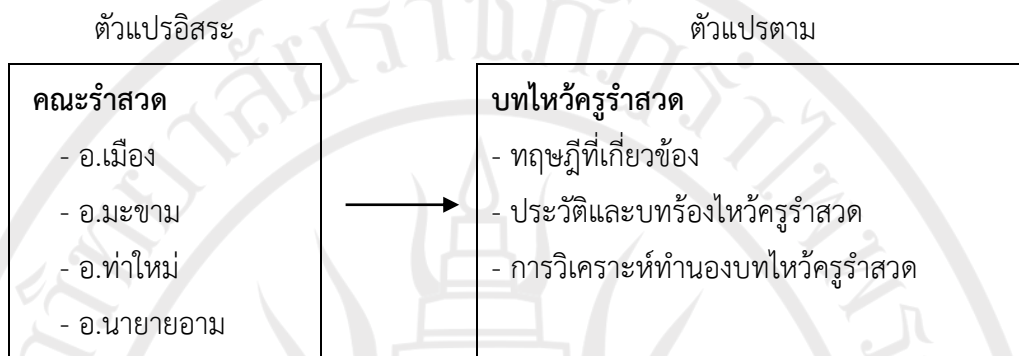 ตัวแปรอิสระ
ตัวแปรตาม
คณะรำสวด
- อ.เมือง
- อ.มะขาม
- อ.ท่าใหม่
- อ.นายายอาม
บทไหว้ครูรำสวด
- ทฤษฎีที่เกี่ยวข้อง
- ประวัติและบทร้องไหว้ครูรำสวด
- การวิเคราะห์ทำนองบทไหว้ครูรำสวด